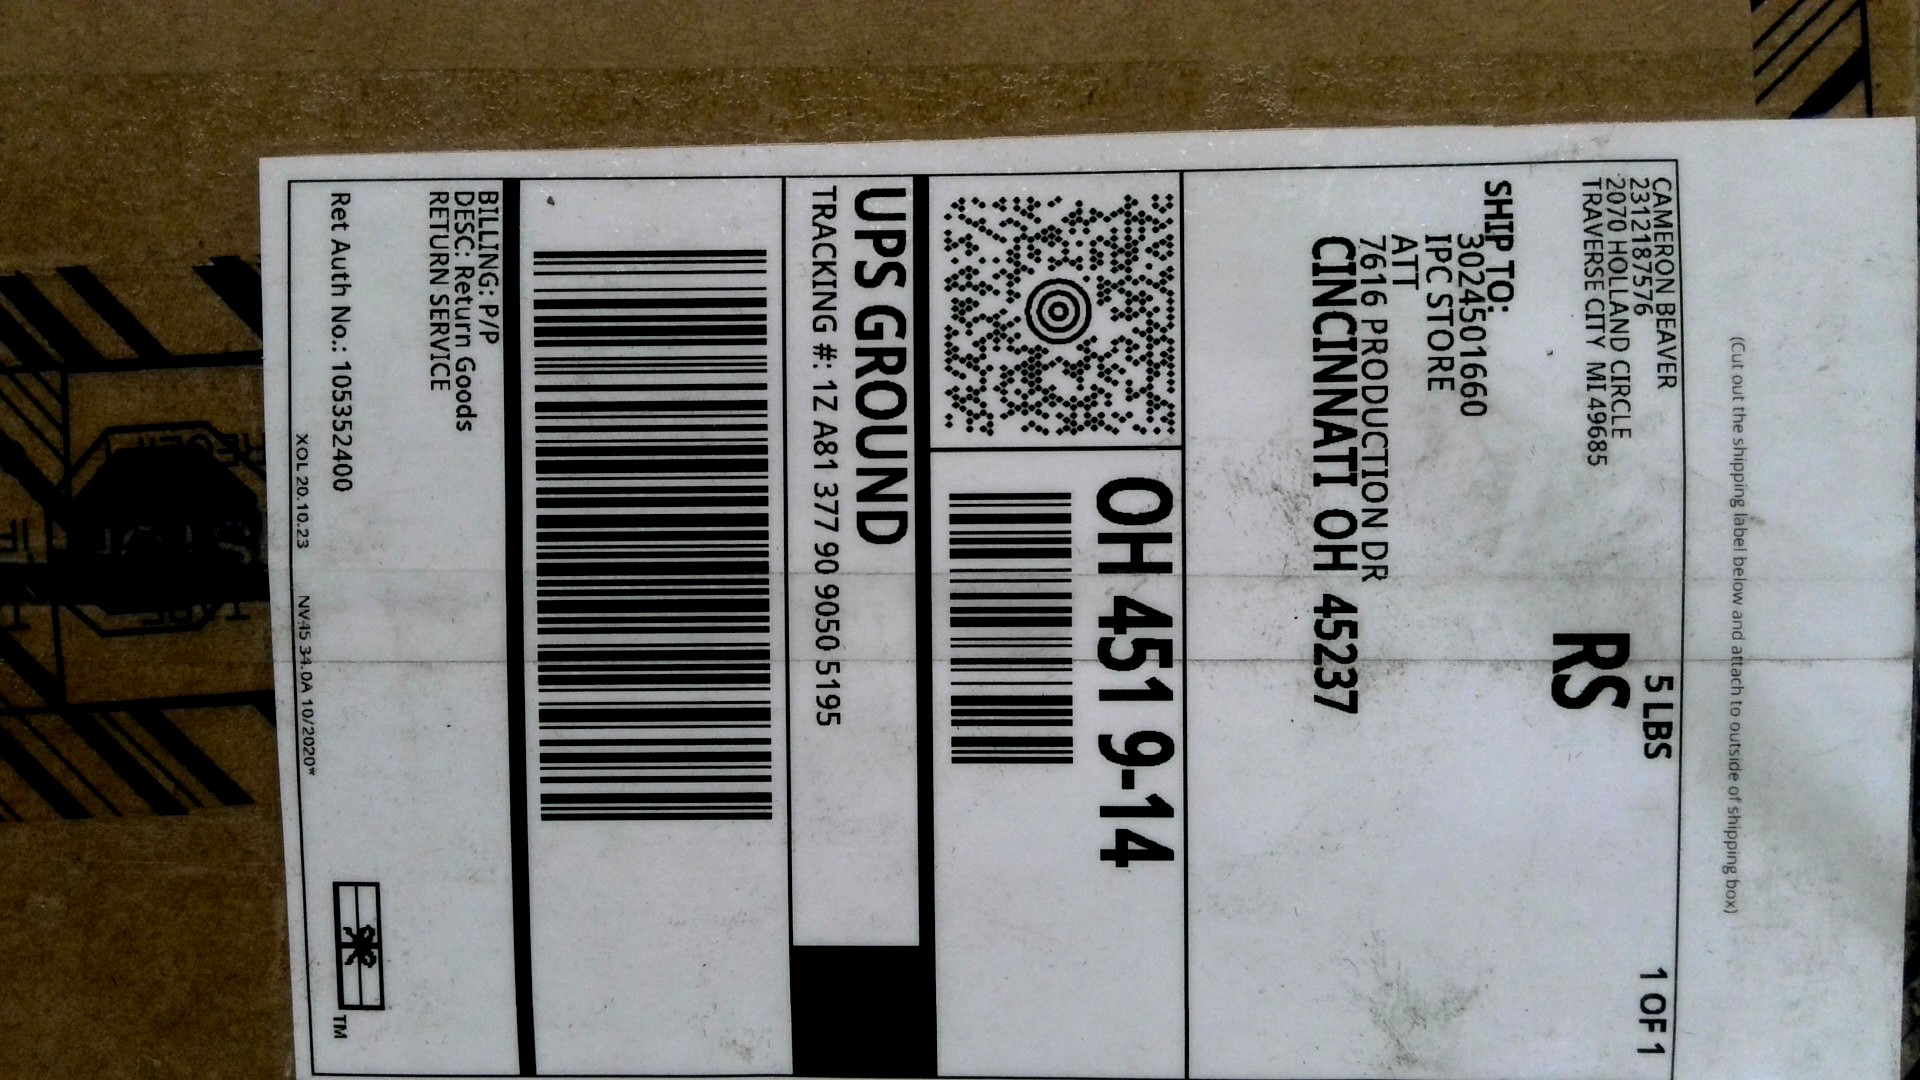 (Cut out the shipping label below and attach to outside of shipping box)
CAMERON BEAVER
2312187576
2070 HOLLAND CIRCLE
TRAVERSE CITY MI 49685
5 LBS
1 OF 1
RS
SHIP TO:
3024501660
IPC STORE
ATT
7616 PRODUCTION DR
CINCINNATI OH 45237
OH 451 9-14
UPS GROUND
TRACKING #: 1Z A81 377 90 9050 5195
BILLING: P/P
DESC: Return Goods
RETURN SERVICE
Ret Auth No.: 1053352400
XOL 20.10.23
NV45 34.0A 10/2020*
TM